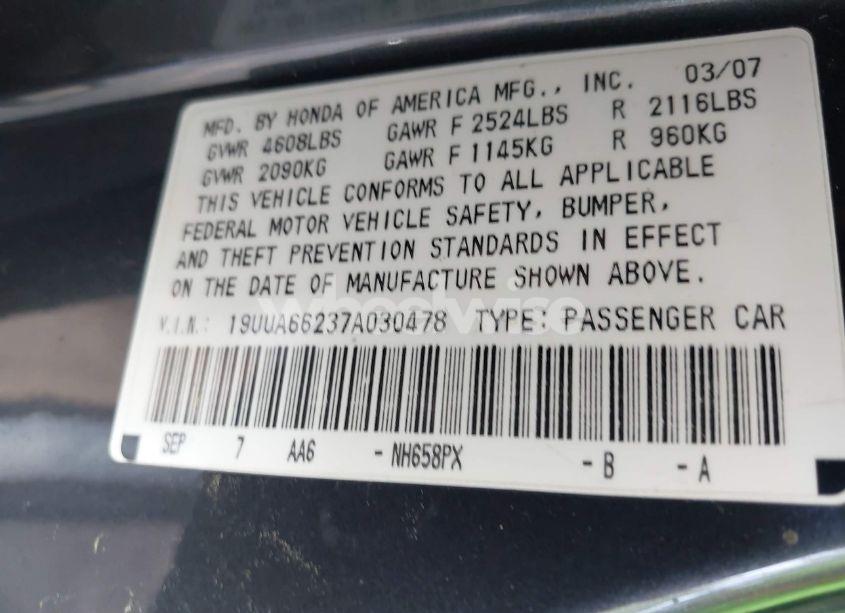 MFD. BY HONDA OF AMERICA MFG., INC. 03/07
GVWR 4608LBS GAWR F 2524LBS R 2116LBS
GVWR 2090KG GAWR F 1145KG R 960KG
THIS VEHICLE CONFORMS TO ALL APPLICABLE
FEDERAL MOTOR VEHICLE SAFETY, BUMPER,
AND THEFT PREVENTION STANDARDS IN EFFECT
ON THE DATE OF MANUFACTURE SHOWN ABOVE.
wheelwise
V.I.N.: 19UUA66237A030478 TYPE: PASSENGER CAR
SEP 7 AA6 -NH658PX -B -A